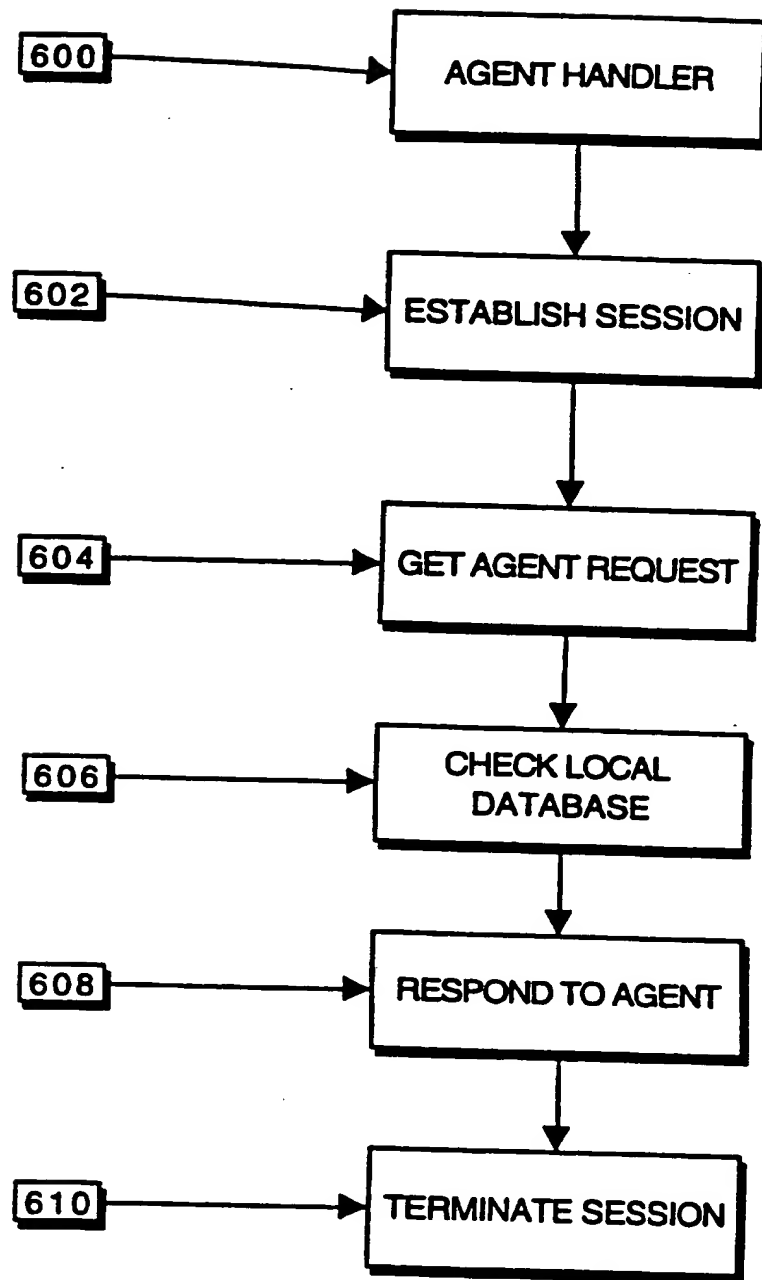 600
AGENT HANDLER
602
ESTABLISH SESSION
604
GET AGENT REQUEST
606
CHECK LOCAL
DATABASE
608
RESPOND TO AGENT
610
TERMINATE SESSION